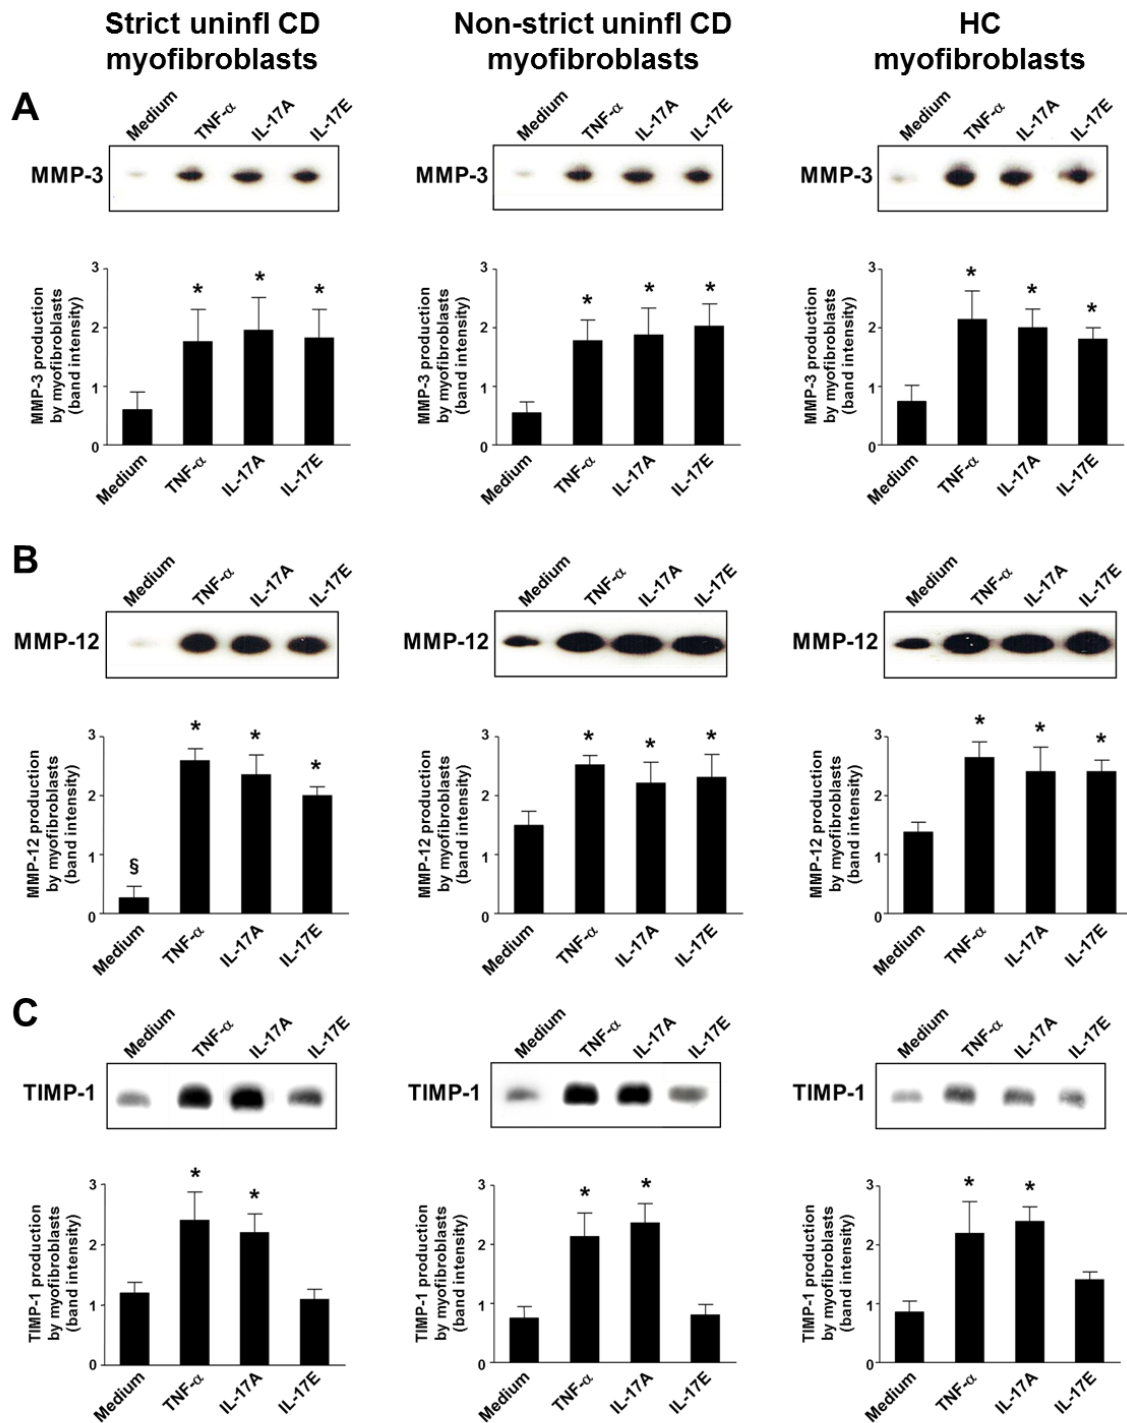 Strict uninfl CD
myofibroblasts
Non-strict uninfl CD
myofibroblasts
HC
myofibroblasts
A
Medium TNF-α IL-17A IL-17E
MMP-3
Medium TNF-α IL-17A IL-17E
MMP-3
Medium TNF-α IL-17A IL-17E
MMP-3
MMP-3 production
by myofibroblasts
(band intensity)
3
2
1
0
* * *
Medium TNF-α IL-17A IL-17E
MMP-3 production
by myofibroblasts
(band intensity)
3
2
1
0
* * *
Medium TNF-α IL-17A IL-17E
MMP-3 production
by myofibroblasts
(band intensity)
3
2
1
0
* * *
Medium TNF-α IL-17A IL-17E
B
Medium TNF-α IL-17A IL-17E
MMP-12
Medium TNF-α IL-17A IL-17E
MMP-12
Medium TNF-α IL-17A IL-17E
MMP-12
MMP-12 production
by myofibroblasts
(band intensity)
3
2
1
0
§ * * *
Medium TNF-α IL-17A IL-17E
MMP-12 production
by myofibroblasts
(band intensity)
3
2
1
0
* * *
Medium TNF-α IL-17A IL-17E
MMP-12 production
by myofibroblasts
(band intensity)
3
2
1
0
* * *
Medium TNF-α IL-17A IL-17E
C
Medium TNF-α IL-17A IL-17E
TIMP-1
Medium TNF-α IL-17A IL-17E
TIMP-1
Medium TNF-α IL-17A IL-17E
TIMP-1
TIMP-1 production
by myofibroblasts
(band intensity)
3
2
1
0
* *
Medium TNF-α IL-17A IL-17E
TIMP-1 production
by myofibroblasts
(band intensity)
3
2
1
0
* *
Medium TNF-α IL-17A IL-17E
TIMP-1 production
by myofibroblasts
(band intensity)
3
2
1
0
* *
Medium TNF-α IL-17A IL-17E